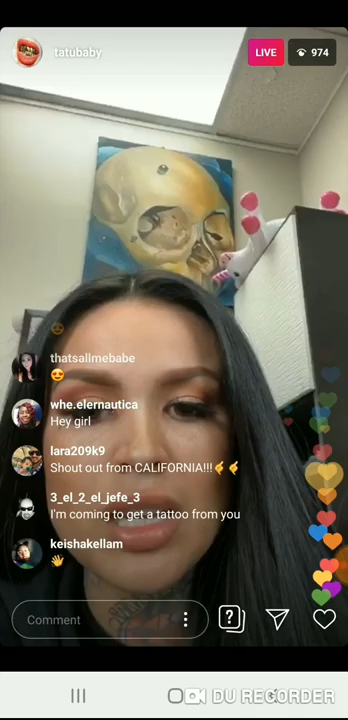 tatubaby
LIVE 974
😍
thatsallmebabe
😍
whe.elernautica
Hey girl
lara209k9
Shout out from CALIFORNIA!!!🤙🤙
3_el_2_el_jefe_3
I'm coming to get a tattoo from you
keishakellam
👋
Comment
DU RECORDER